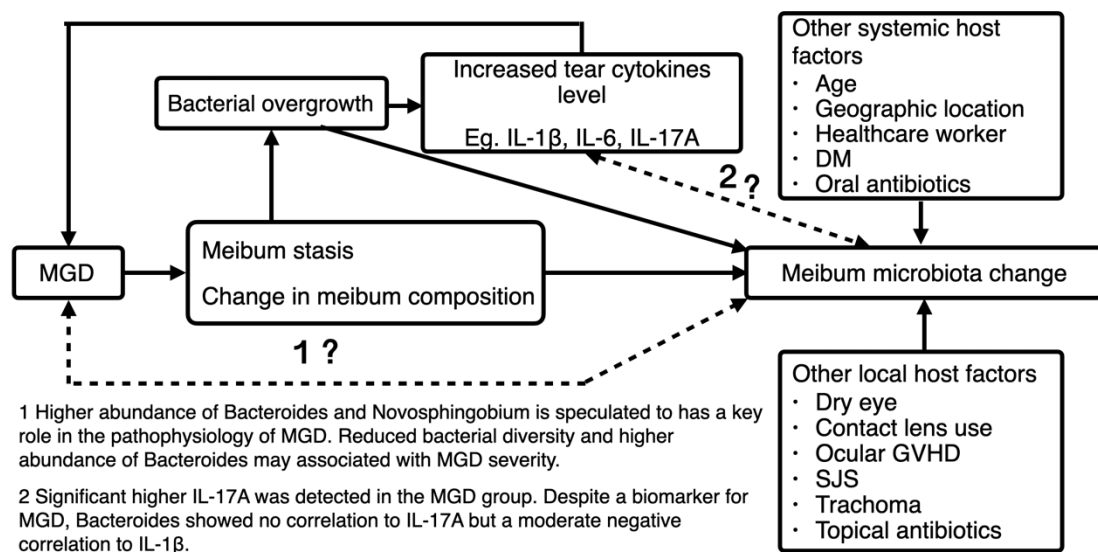 Increased tear cytokines
level
Eg. IL-1β, IL-6, IL-17A
Bacterial overgrowth
Other systemic host
factors
· Age
· Geographic location
· Healthcare worker
· DM
· Oral antibiotics
2 ?
MGD
Meibum stasis
Change in meibum composition
Meibum microbiota change
1 ?
Other local host factors
· Dry eye
· Contact lens use
· Ocular GVHD
· SJS
· Trachoma
· Topical antibiotics
1 Higher abundance of Bacteroides and Novosphingobium is speculated to has a key
role in the pathophysiology of MGD. Reduced bacterial diversity and higher
abundance of Bacteroides may associated with MGD severity.
2 Significant higher IL-17A was detected in the MGD group. Despite a biomarker for
MGD, Bacteroides showed no correlation to IL-17A but a moderate negative
correlation to IL-1β.